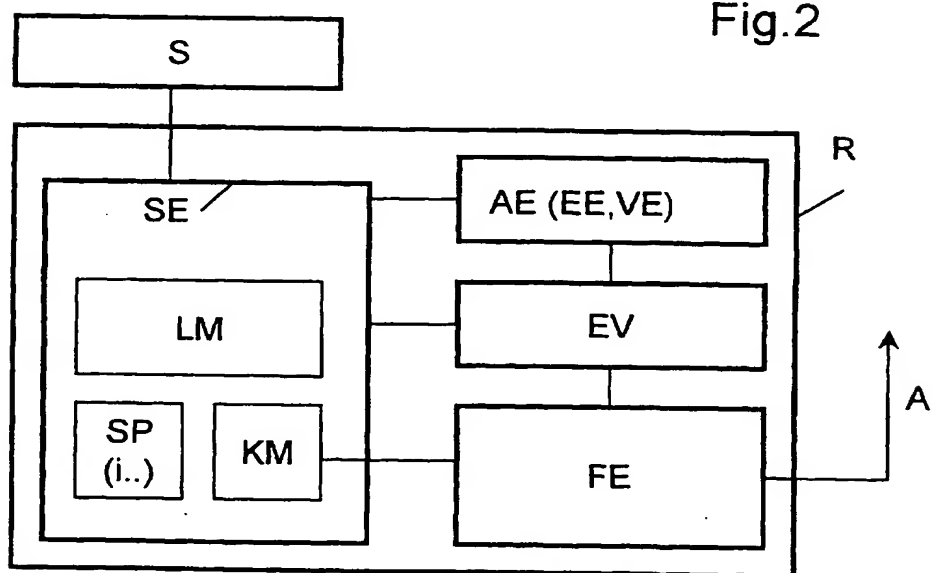 Fig.2
S
R
SE
AE (EE,VE)
LM
EV
A
SP
(i..)
KM
FE